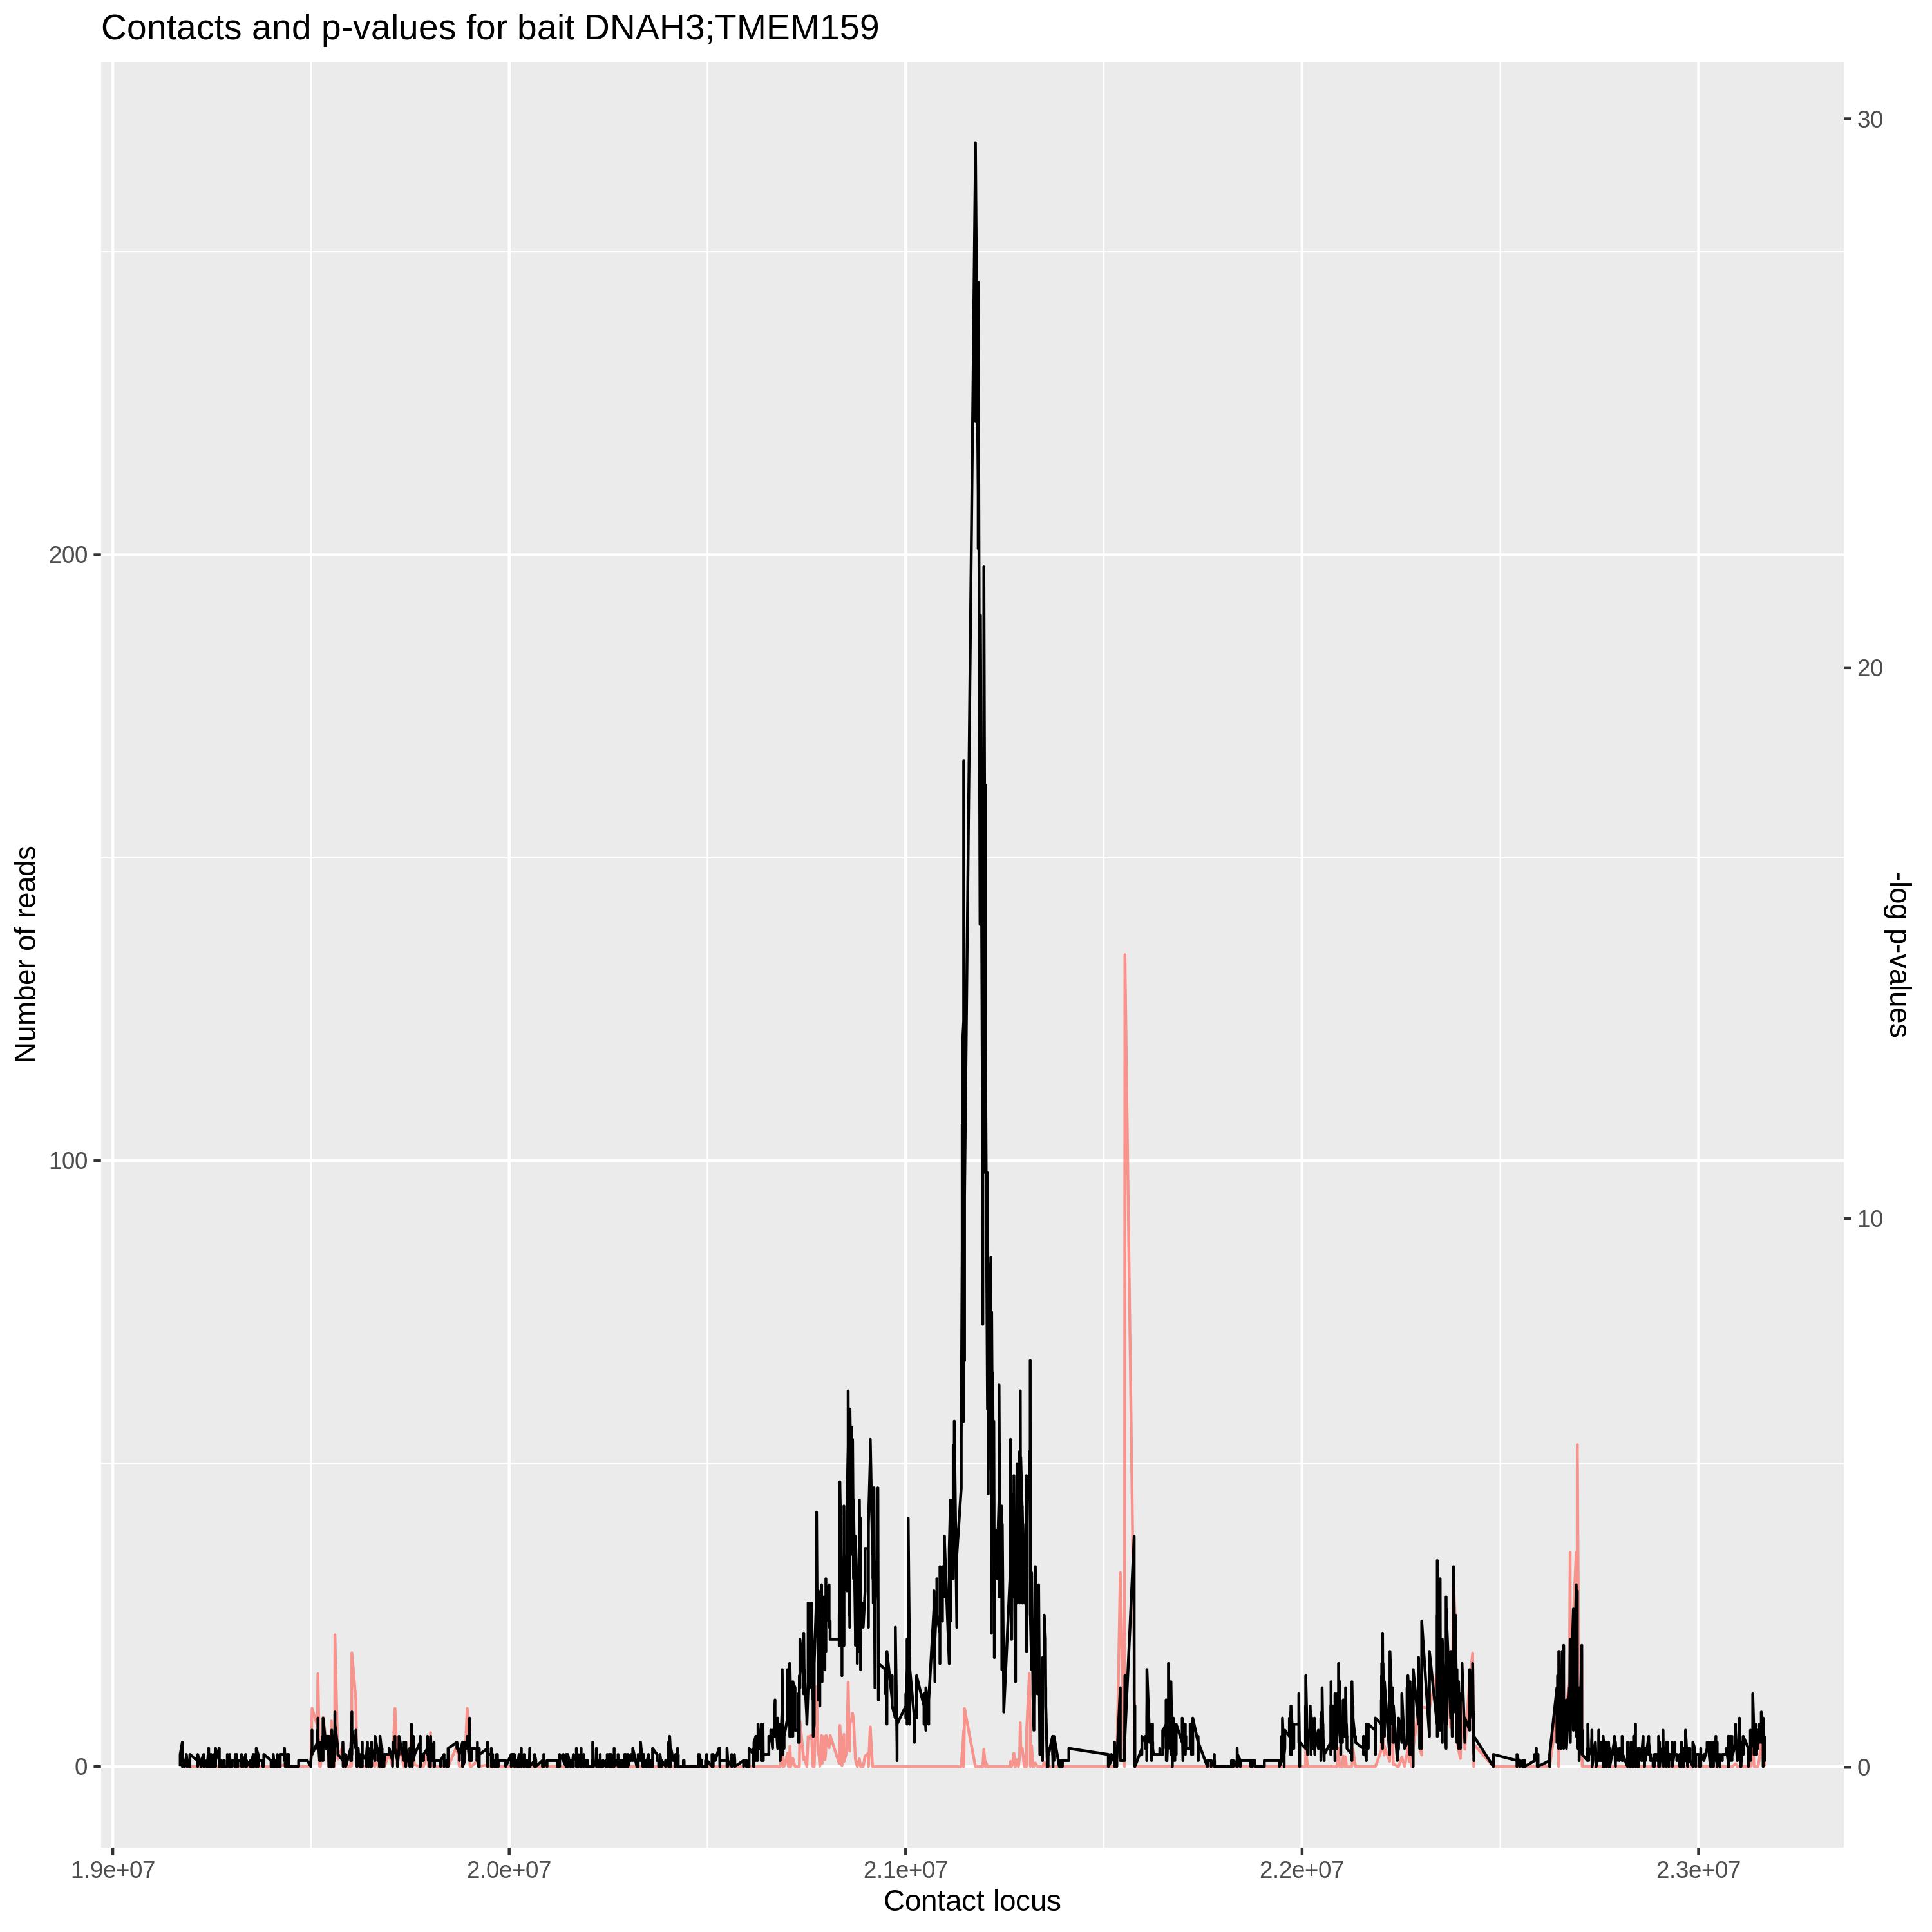 Contacts and p-values for bait DNAH3;TMEM159
Number of reads
200
100
0
30
20
10
0
-log p-values
1.9e+07
2.0e+07
2.1e+07
2.2e+07
2.3e+07
Contact locus